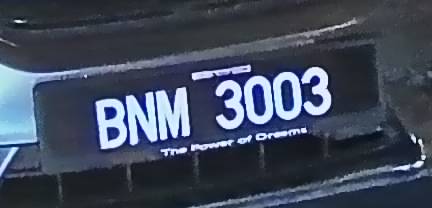 BNM 3003
The Power of Dreams